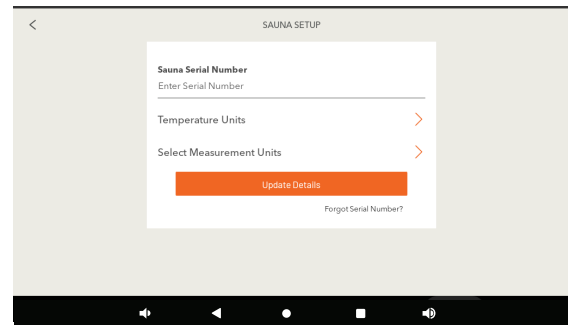 SAUNA SETUP
Sauna Serial Number
Enter Serial Number
Temperature Units
Select Measurement Units
Update Details
Forgot Serial Number?